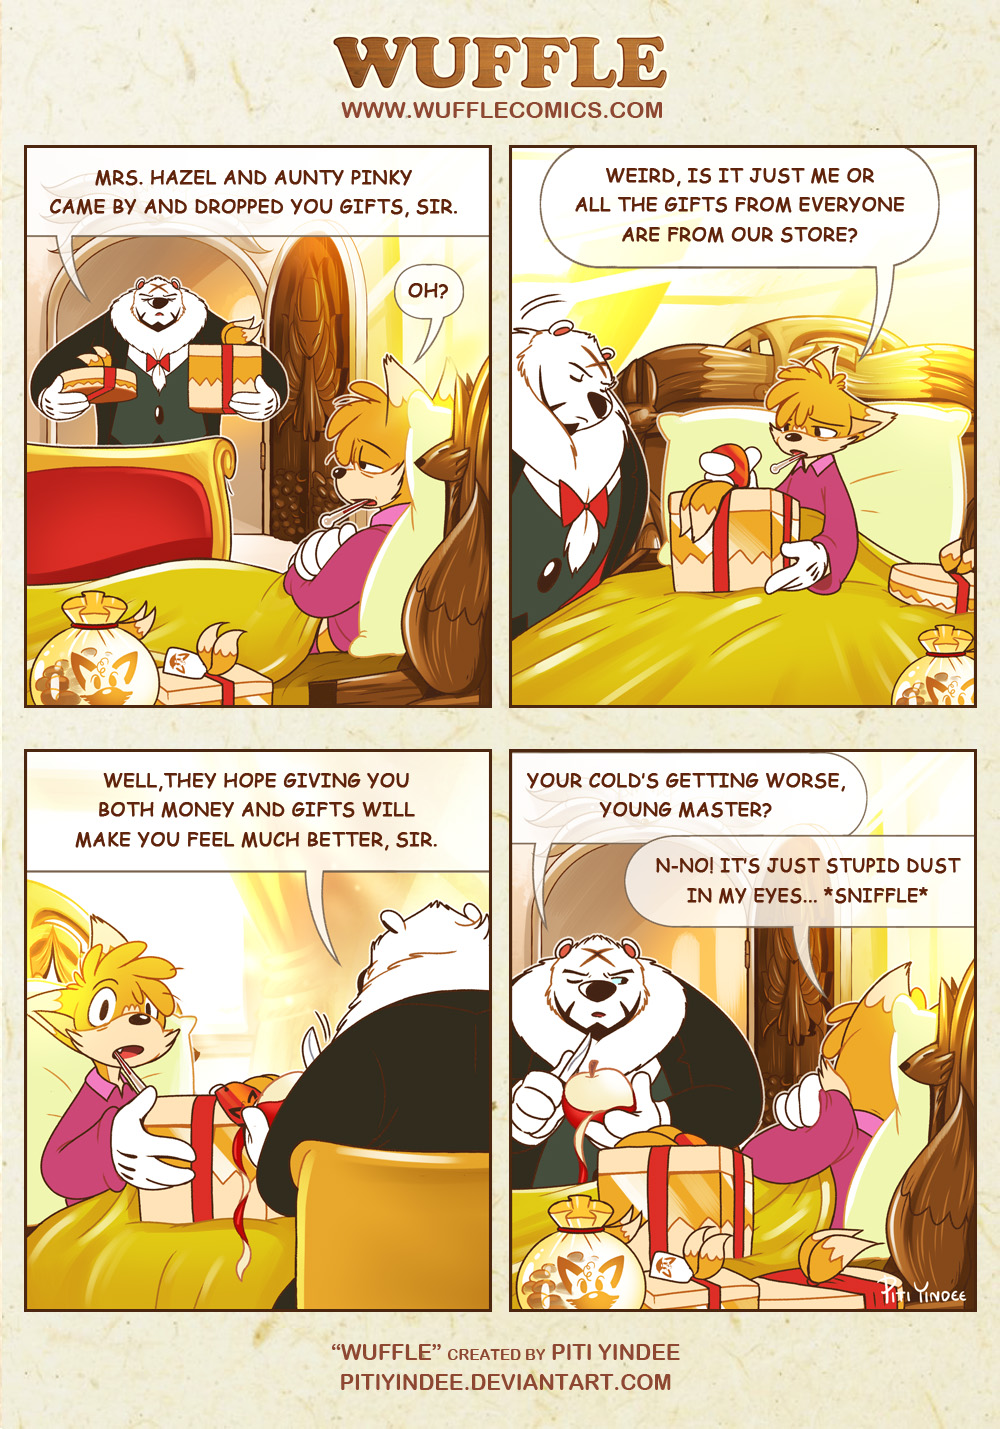 WUFFLE
WWW.WUFFLECOMICS.COM
MRS. HAZEL AND AUNTY PINKY
CAME BY AND DROPPED YOU GIFTS, SIR.
OH?
WEIRD, IS IT JUST ME OR
ALL THE GIFTS FROM EVERYONE
ARE FROM OUR STORE?
WELL,THEY HOPE GIVING YOU
BOTH MONEY AND GIFTS WILL
MAKE YOU FEEL MUCH BETTER, SIR.
YOUR COLD'S GETTING WORSE,
YOUNG MASTER?
N-NO! IT'S JUST STUPID DUST
IN MY EYES... *SNIFFLE*
PITI YINDEE
“WUFFLE” CREATED BY PITI YINDEE
PITIYINDEE.DEVIANTART.COM